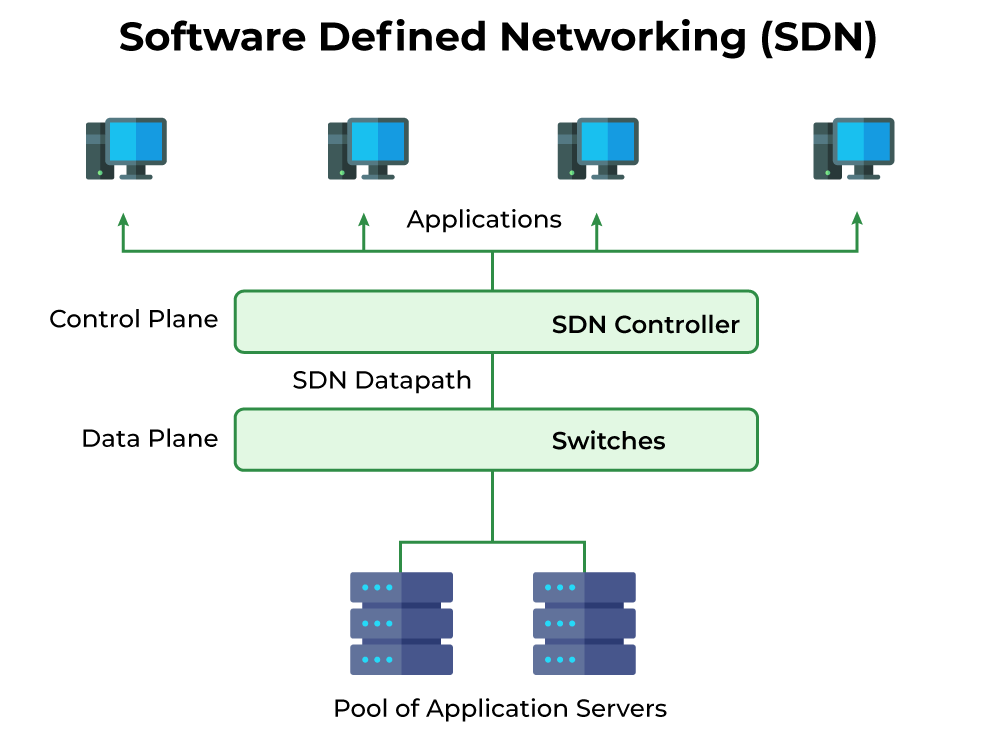 Software Defined Networking (SDN)
Applications
Control Plane
SDN Controller
SDN Datapath
Data Plane
Switches
Pool of Application Servers